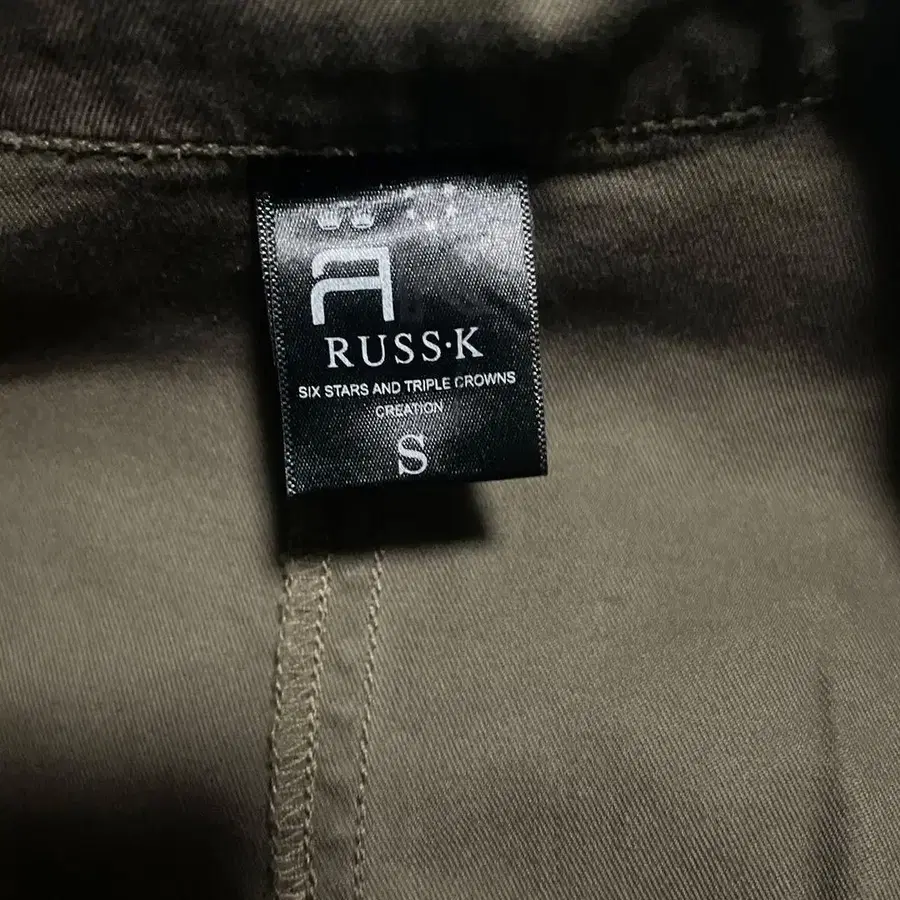 RUSS·K
SIX STARS AND TRIPLE CROWNS
CREATION
S